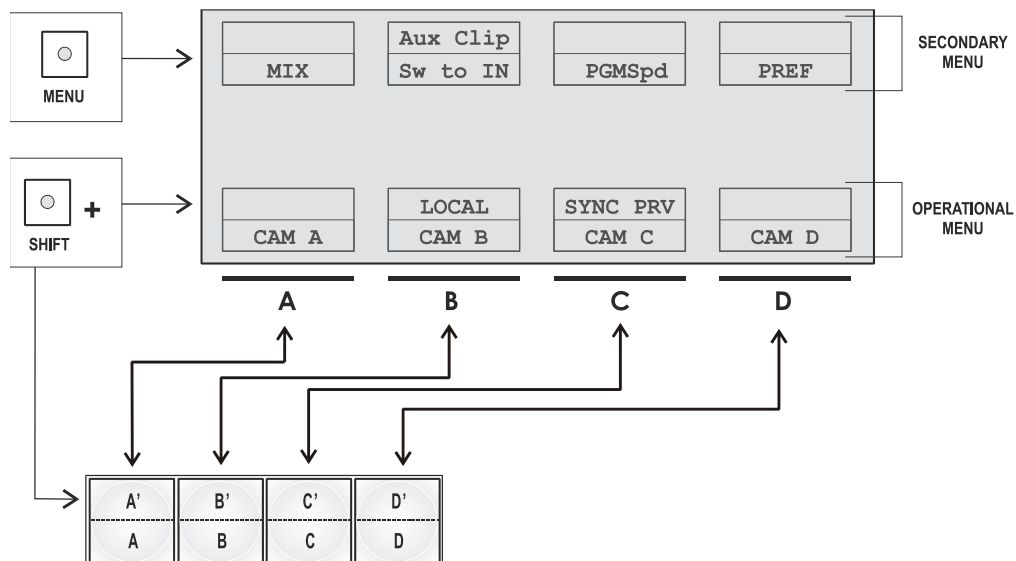 Aux Clip
MIX Sw to IN PGMSpd PREF
SECONDARY
MENU
MENU
LOCAL SYNC PRV
CAM A CAM B CAM C CAM D
+
SHIFT
OPERATIONAL
MENU
A B C D
A' B' C' D'
A B C D